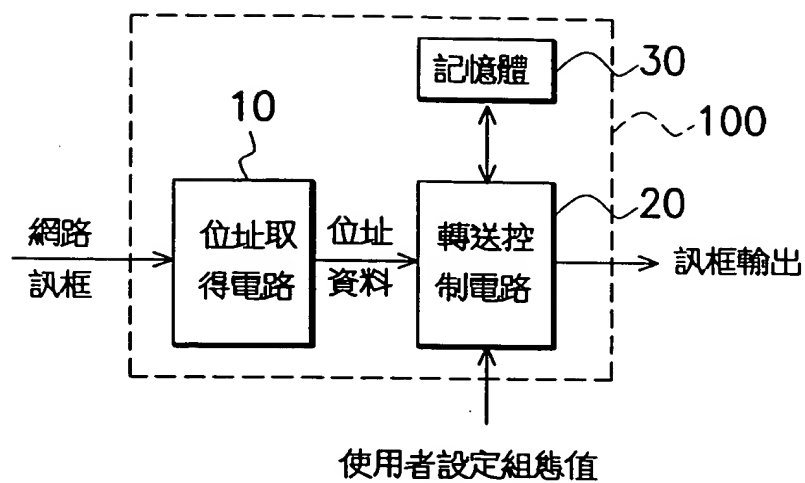 記憶體
30
10
100
網路
訊框
位址取
得電路
位址
資料
轉送控
制電路
20
訊框輸出
使用者設定組態值